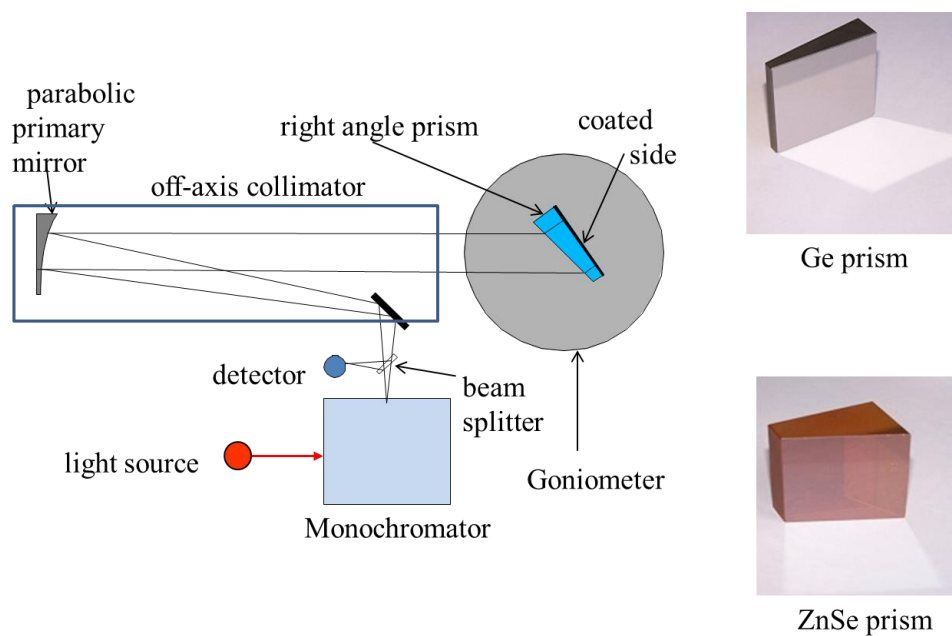 parabolic
primary
mirror
off-axis collimator
right angle prism
coated
side
Ge prism
detector
beam
splitter
light source
Monochromator
Goniometer
ZnSe prism